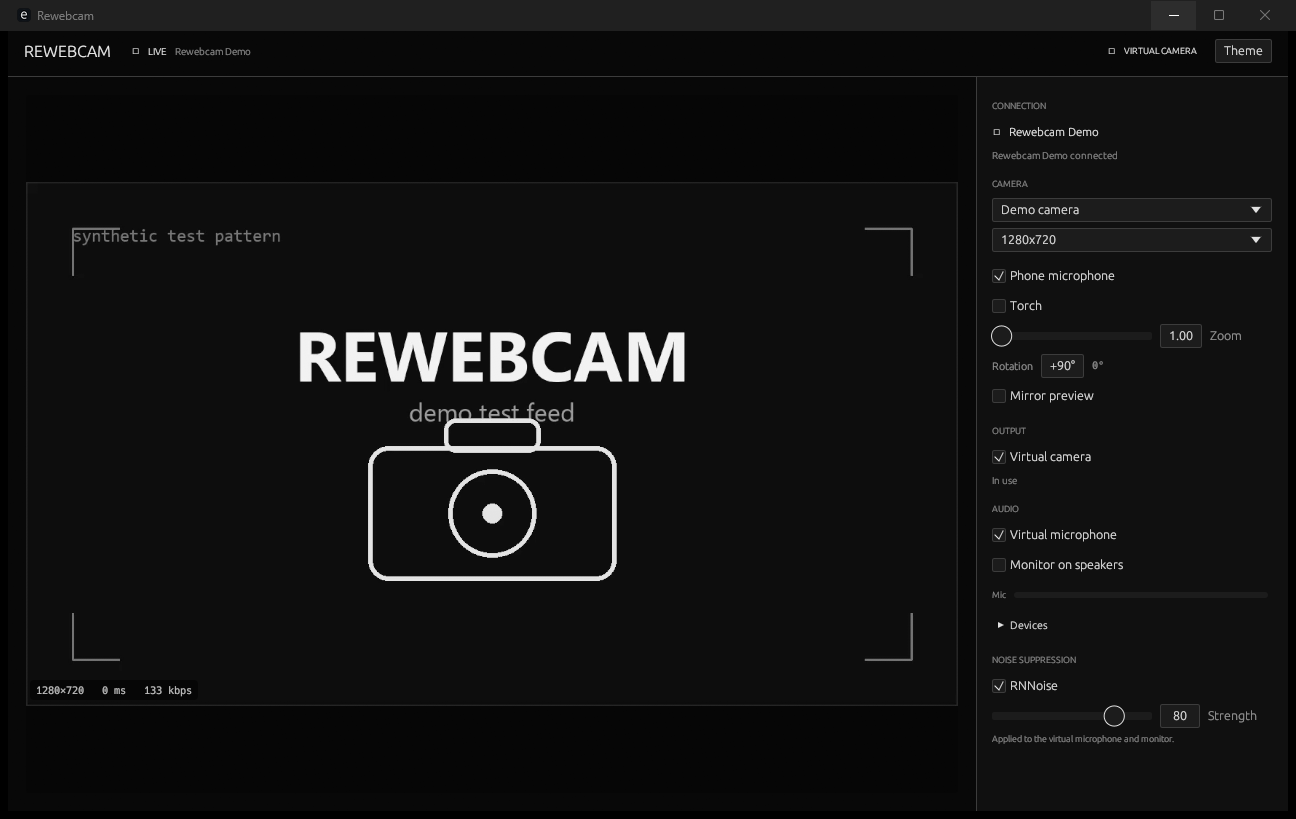 e Rewebcam
REWEBCAM LIVE Rewebcam Demo VIRTUAL CAMERA Theme
synthetic test pattern
REWEBCAM
demo test feed
1280×720 0 ms 133 kbps
CONNECTION
Rewebcam Demo
Rewebcam Demo connected
CAMERA
Demo camera
1280x720
Phone microphone
Torch
1.00 Zoom
Rotation +90° 0°
Mirror preview
OUTPUT
Virtual camera
In use
AUDIO
Virtual microphone
Monitor on speakers
Mic
Devices
NOISE SUPPRESSION
RNNoise
80 Strength
Applied to the virtual microphone and monitor.